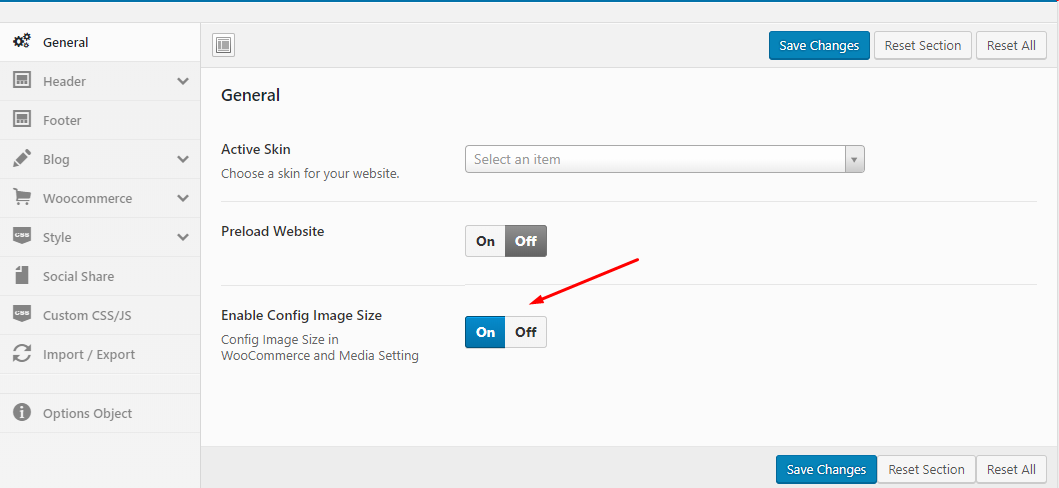 General
Header
Footer
Blog
Woocommerce
CSS
Style
Social Share
CSS
Custom CSS/JS
Import / Export
Options Object
Save Changes
Reset Section
Reset All
General
Active Skin
Choose a skin for your website.
Select an item
Preload Website
On
Off
Enable Config Image Size
Config Image Size in
WooCommerce and Media Setting
On
Off
Save Changes
Reset Section
Reset All